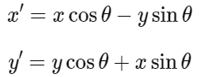 x′ = x cos θ − y sin θ
y′ = y cos θ + x sin θ